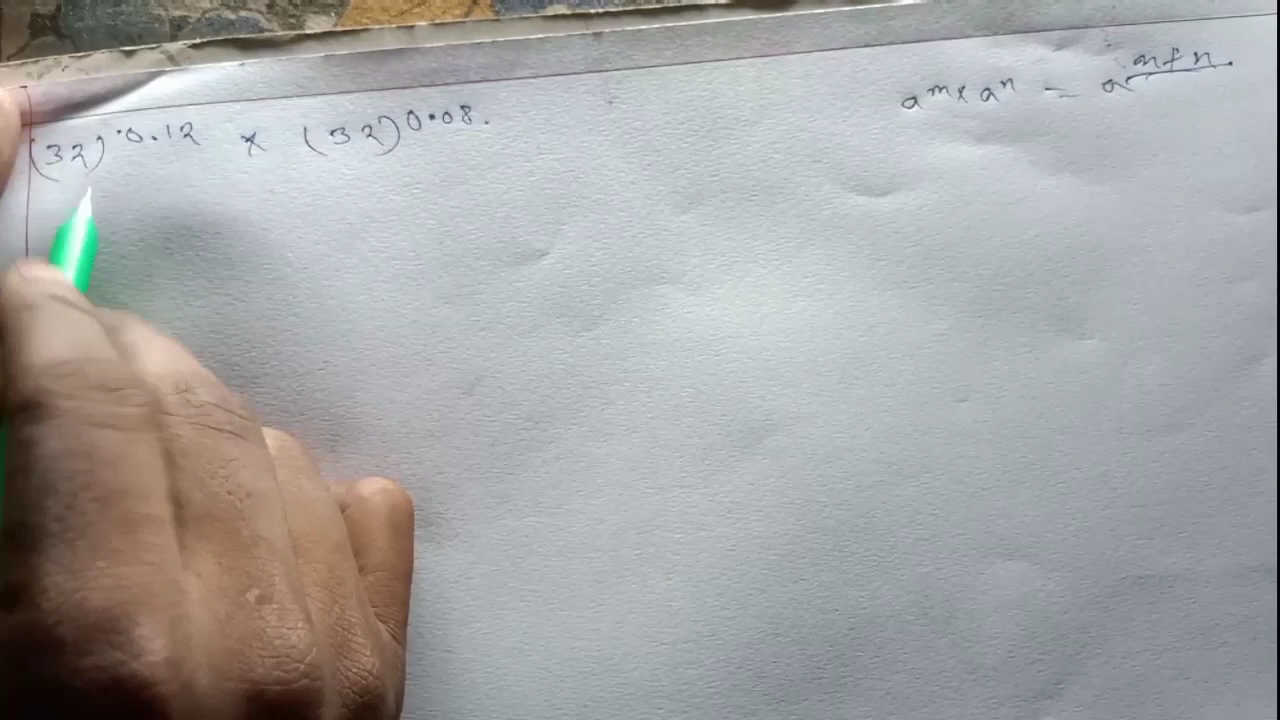 (32)^0.12 × (32)^0.08.
a^m × a^n = a^m+n.